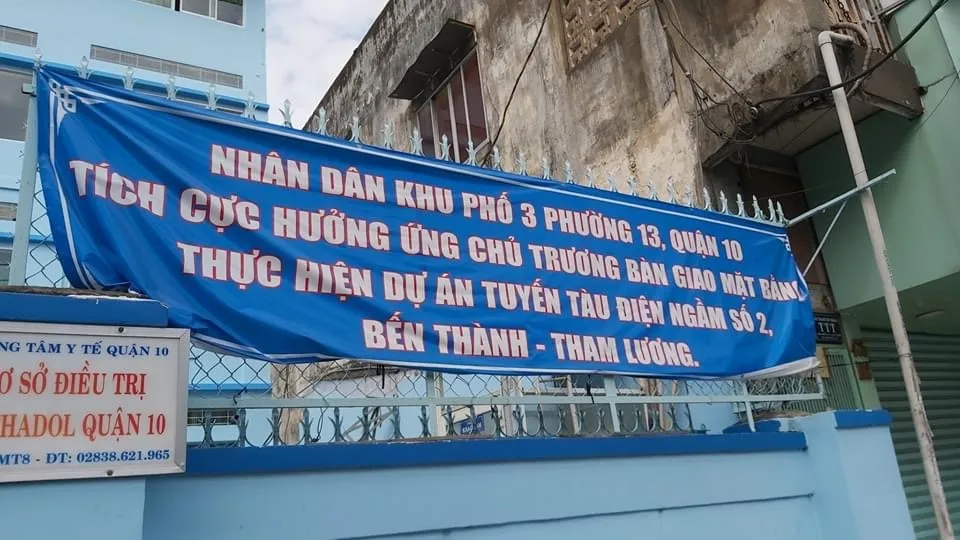 NHÂN DÂN KHU PHỐ 3 PHƯỜNG 13, QUẬN 10
TÍCH CỰC HƯỞNG ỨNG CHỦ TRƯƠNG BÀN GIAO MẶT BẰNG
THỰC HIỆN DỰ ÁN TUYẾN TÀU ĐIỆN NGẦM SỐ 2,
BẾN THÀNH - THAM LƯƠNG.
NG TÂM Y TẾ QUẬN 10
Ơ SỞ ĐIỀU TRỊ
HADOL QUẬN 10
MT8 - ĐT: 02838.621.965
TTT